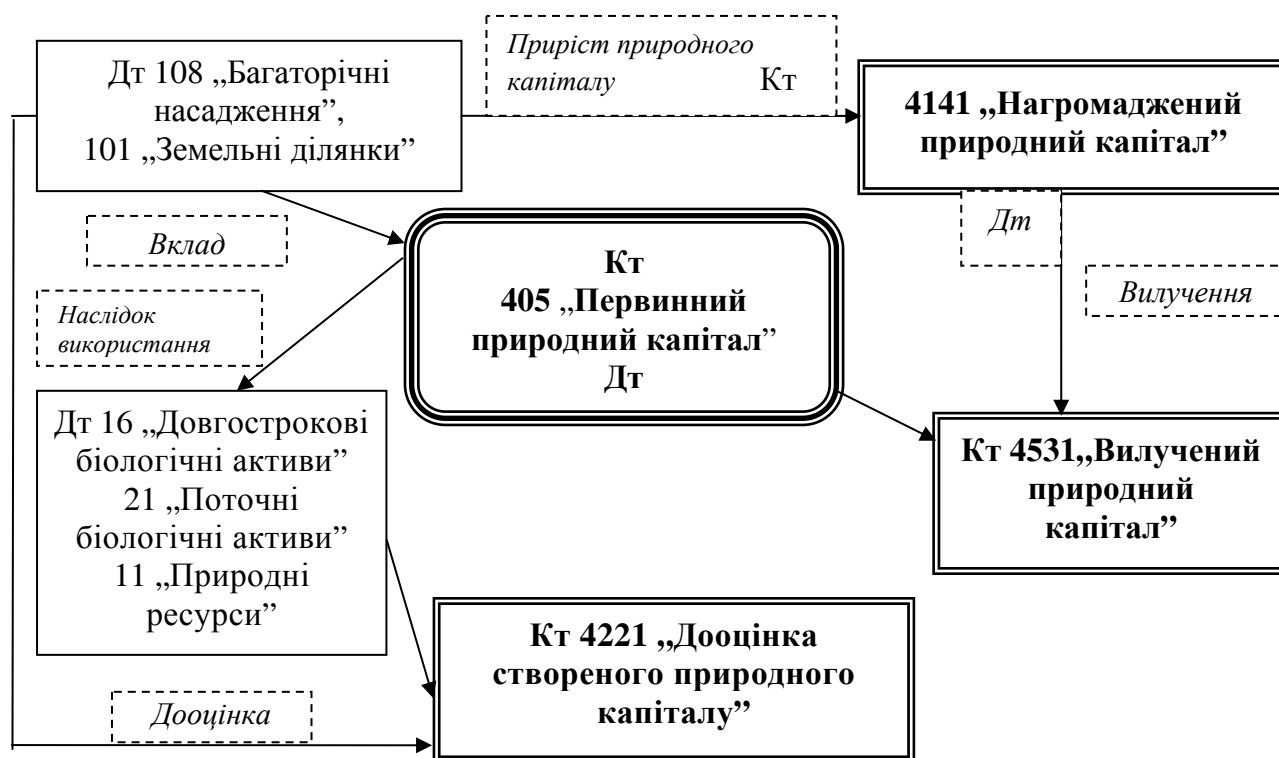 Приріст природного
капіталу Кт
Дт 108 „Багаторічні
насадження”,
101 „Земельні ділянки”
4141 „Нагромаджений
природний капітал”
Вклад
Дт
Вилучення
Кт
405 „Первинний
природний капітал”
Дт
Наслідок
використання
Дт 16 „Довгострокові
біологічні активи”
21 „Поточні
біологічні активи”
11 „Природні
ресурси”
Кт 4531„Вилучений
природний
капітал”
Кт 4221 „Дооцінка
створеного природного
капіталу”
Дооцінка